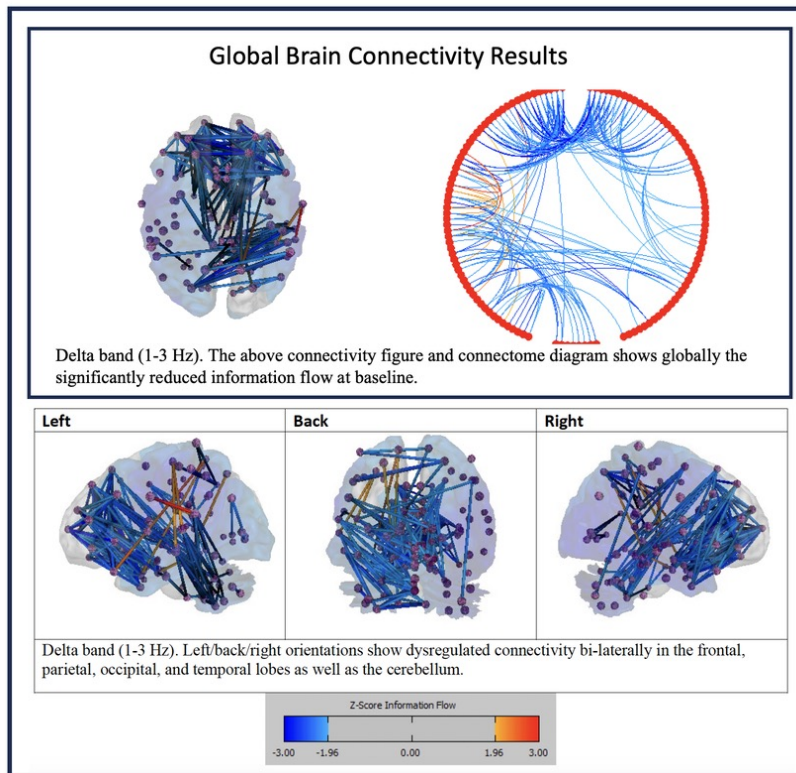 Global Brain Connectivity Results
Delta band (1-3 Hz). The above connectivity figure and connectome diagram shows globally the
significantly reduced information flow at baseline.
Left
Back
Right
Delta band (1-3 Hz). Left/back/right orientations show dysregulated connectivity bi-laterally in the frontal,
parietal, occipital, and temporal lobes as well as the cerebellum.
Z-Score Information Flow
-3.00 -1.96 0.00 1.96 3.00